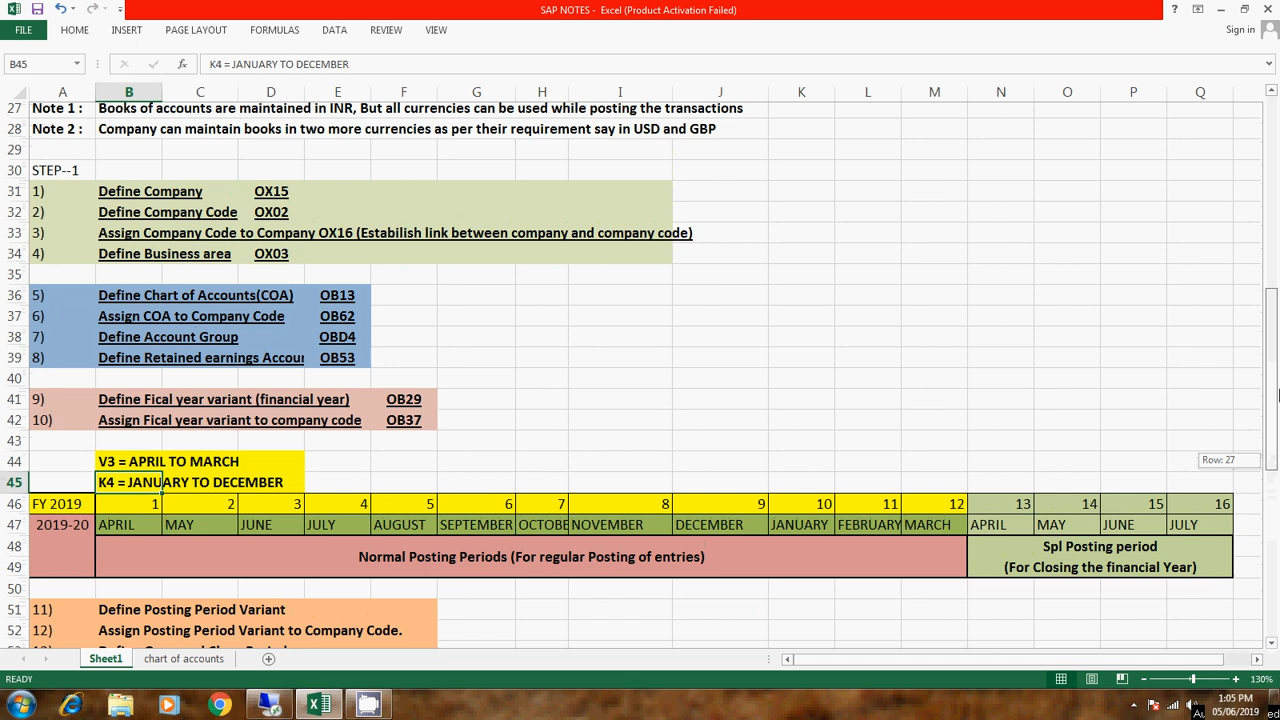 SAP NOTES - Excel (Product Activation Failed)
FILE HOME INSERT PAGE LAYOUT FORMULAS DATA REVIEW VIEW Sign in
B45 fx K4 = JANUARY TO DECEMBER
A B C D E F G H I J K L M N O P Q
27 Note 1 : Books of accounts are maintained in INR, But all currencies can be used while posting the transactions
28 Note 2 : Company can maintain books in two more currencies as per their requirement say in USD and GBP
29
30 STEP--1
31 1) Define Company OX15
32 2) Define Company Code OX02
33 3) Assign Company Code to Company OX16 (Estabilish link between company and company code)
34 4) Define Business area OX03
35
36 5) Define Chart of Accounts(COA) OB13
37 6) Assign COA to Company Code OB62
38 7) Define Account Group OBD4
39 8) Define Retained earnings Accour OB53
40
41 9) Define Fical year variant (financial year) OB29
42 10) Assign Fical year variant to company code OB37
43
44 V3 = APRIL TO MARCH
45 K4 = JANUARY TO DECEMBER
Row: 27
46 FY 2019 1 2 3 4 5 6 7 8 9 10 11 12 13 14 15 16
47 2019-20 APRIL MAY JUNE JULY AUGUST SEPTEMBER OCTOBE NOVEMBER DECEMBER JANUARY FEBRUARY MARCH APRIL MAY JUNE JULY
48 Normal Posting Periods (For regular Posting of entries) Spl Posting period
49 (For Closing the financial Year)
50
51 11) Define Posting Period Variant
52 12) Assign Posting Period Variant to Company Code.
Sheet1 chart of accounts
READY 130%
1:05 PM
05/06/2019